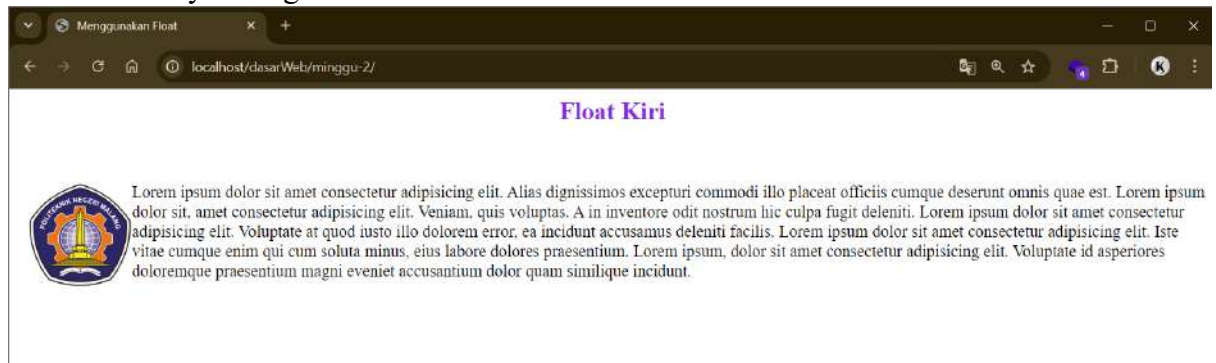 Menggunakan Float
localhost/dasarWeb/minggu-2/
4
K
Float Kiri
POLITEKNIK NEGERI MALANG
Lorem ipsum dolor sit amet consectetur adipisicing elit. Alias dignissimos excepturi commodi illo placeat officiis cumque deserunt omnis quae est. Lorem ipsum
dolor sit, amet consectetur adipisicing elit. Veniam, quis voluptas. A in inventore odit nostrum hic culpa fugit deleniti. Lorem ipsum dolor sit amet consectetur
adipisicing elit. Voluptate at quod iusto illo dolorem error, ea incidunt accusamus deleniti facilis. Lorem ipsum dolor sit amet consectetur adipisicing elit. Iste
vitae cumque enim qui cum soluta minus, eius labore dolores praesentium. Lorem ipsum, dolor sit amet consectetur adipisicing elit. Voluptate id asperiores
doloremque praesentium magni eveniet accusantium dolor quam similique incidunt.